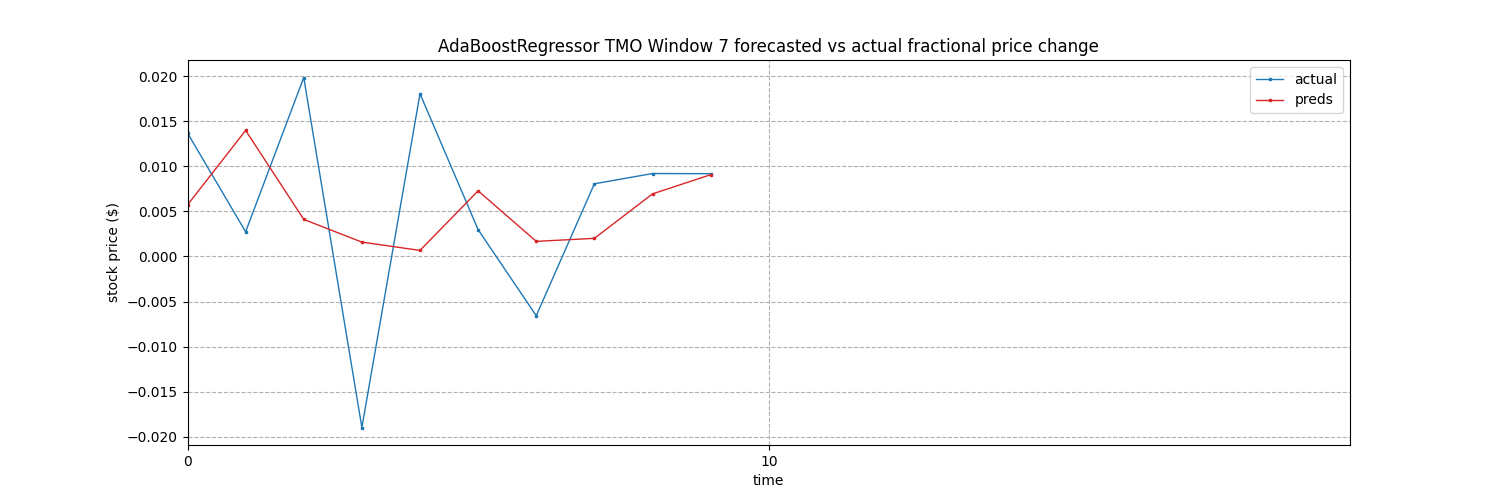 AdaBoostRegressor TMO Window 7 forecasted vs actual fractional price change
actual
preds
0.020
0.015
0.010
0.005
0.000
−0.005
−0.010
−0.015
−0.020
stock price ($)
0
10
time